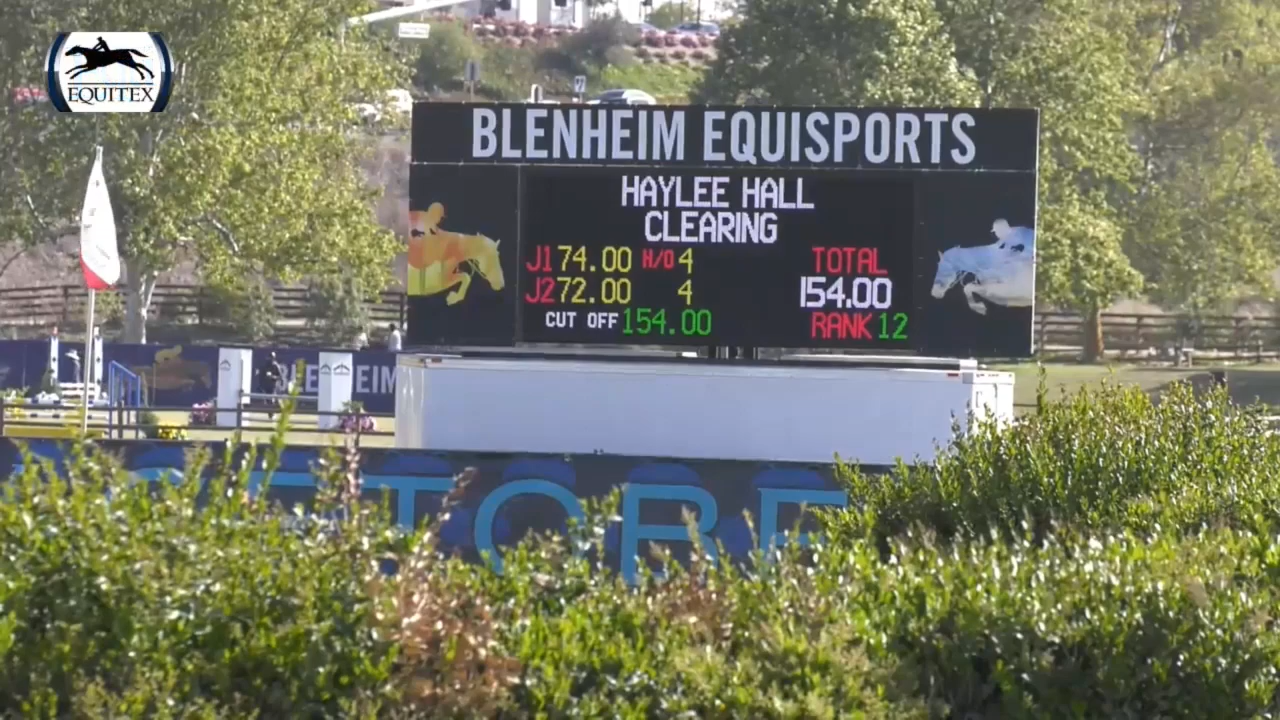 EQUITEX
BLENHEIM EQUISPORTS
HAYLEE HALL
CLEARING
J1 74.00 H/O 4
J2 72.00 4
CUT OFF 154.00
TOTAL
154.00
RANK 12